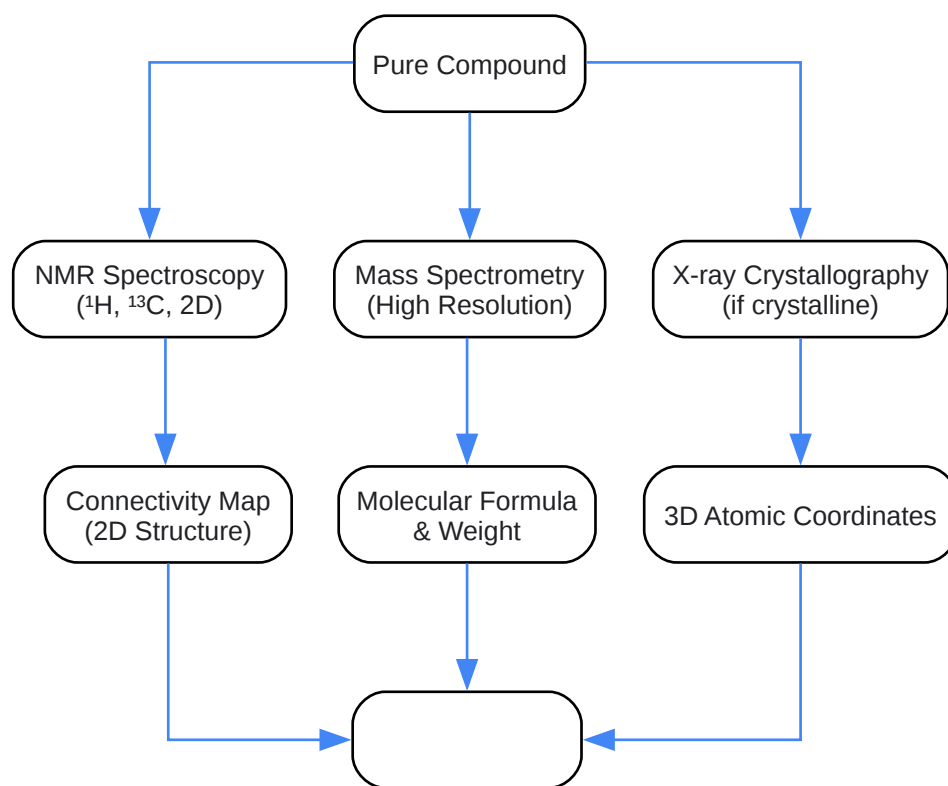 Pure Compound
NMR Spectroscopy
(¹H, ¹³C, 2D)
Mass Spectrometry
(High Resolution)
X-ray Crystallography
(if crystalline)
Connectivity Map
(2D Structure)
Molecular Formula
& Weight
3D Atomic Coordinates